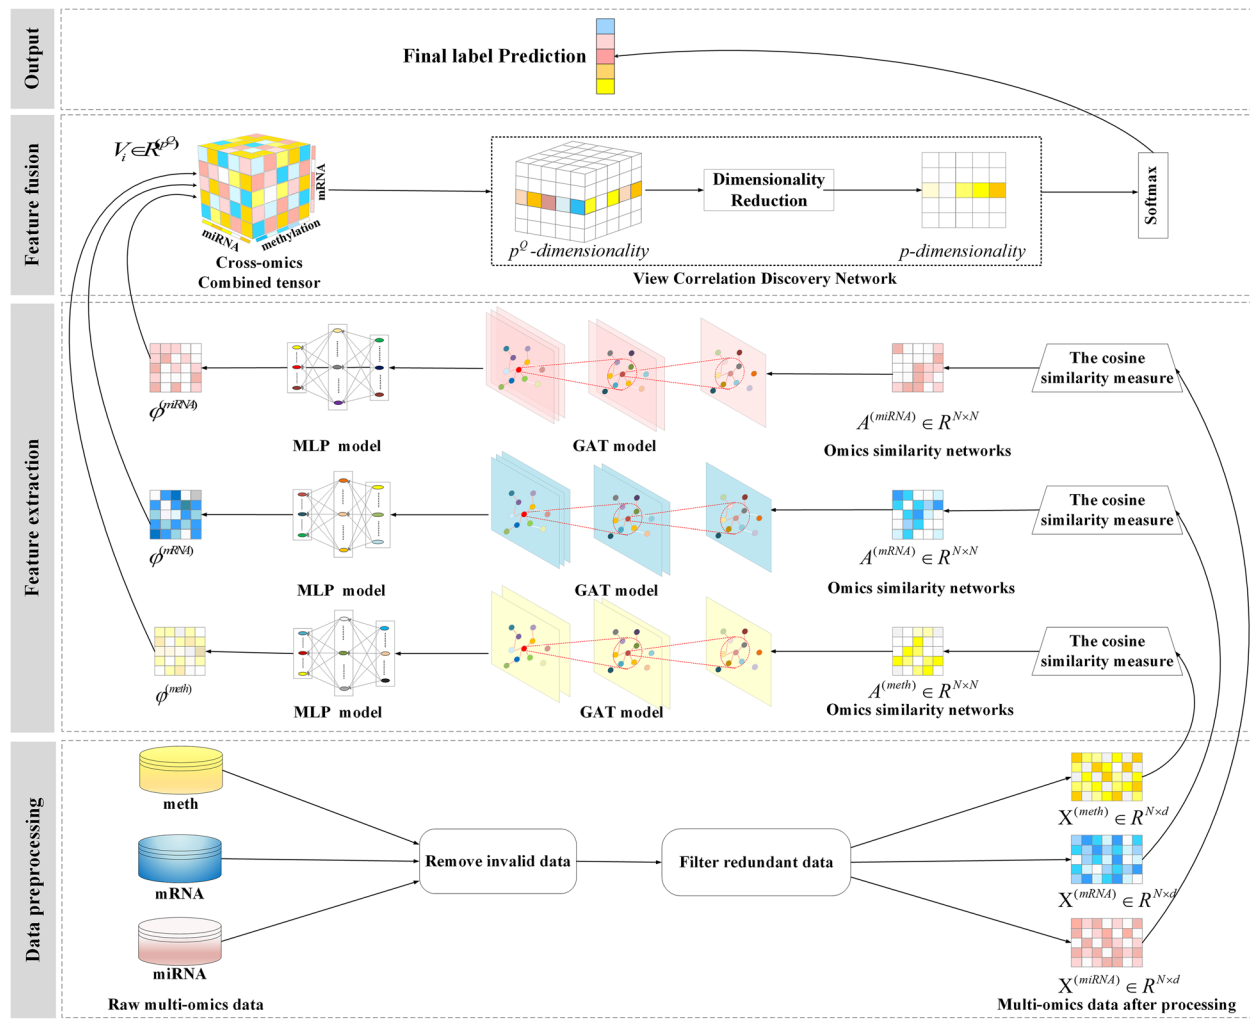 Output
Final label Prediction
Feature fusion
V_i ∈ R^(P^Q)
mRNA
miRNA
methylation
Cross-omics
Combined tensor
p^Q -dimensionality
Dimensionality
Reduction
p-dimensionality
View Correlation Discovery Network
Softmax
Feature extraction
φ^(miRNA)
MLP model
GAT model
A^(miRNA) ∈ R^N×N
Omics similarity networks
The cosine
similarity measure
φ^(mRNA)
MLP model
GAT model
A^(mRNA) ∈ R^N×N
Omics similarity networks
The cosine
similarity measure
φ^(meth)
MLP model
GAT model
A^(meth) ∈ R^N×N
Omics similarity networks
The cosine
similarity measure
Data preprocessing
meth
mRNA
miRNA
Raw multi-omics data
Remove invalid data
Filter redundant data
X^(meth) ∈ R^N×d
X^(mRNA) ∈ R^N×d
X^(miRNA) ∈ R^N×d
Multi-omics data after processing